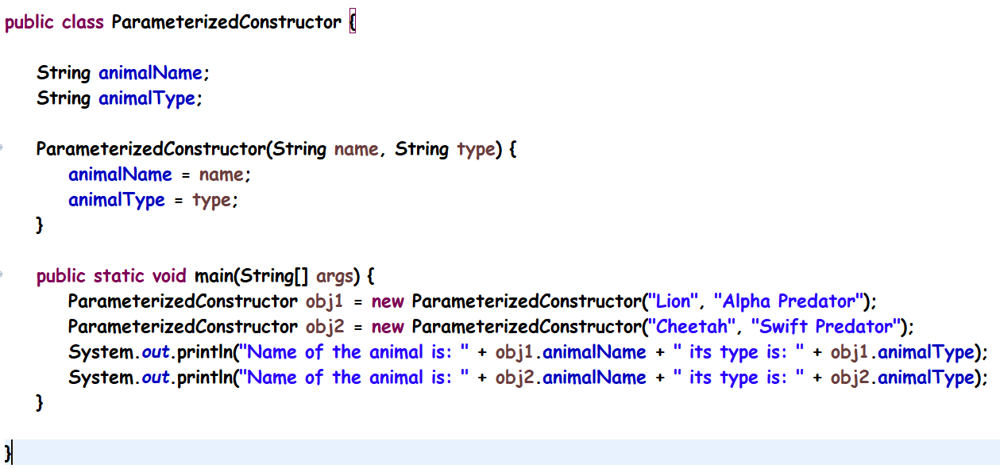 public class ParameterizedConstructor {
String animalName;
String animalType;
ParameterizedConstructor(String name, String type) {
animalName = name;
animalType = type;
}
public static void main(String[] args) {
ParameterizedConstructor obj1 = new ParameterizedConstructor("Lion", "Alpha Predator");
ParameterizedConstructor obj2 = new ParameterizedConstructor("Cheetah", "Swift Predator");
System.out.println("Name of the animal is: " + obj1.animalName + " its type is: " + obj1.animalType);
System.out.println("Name of the animal is: " + obj2.animalName + " its type is: " + obj2.animalType);
}
}